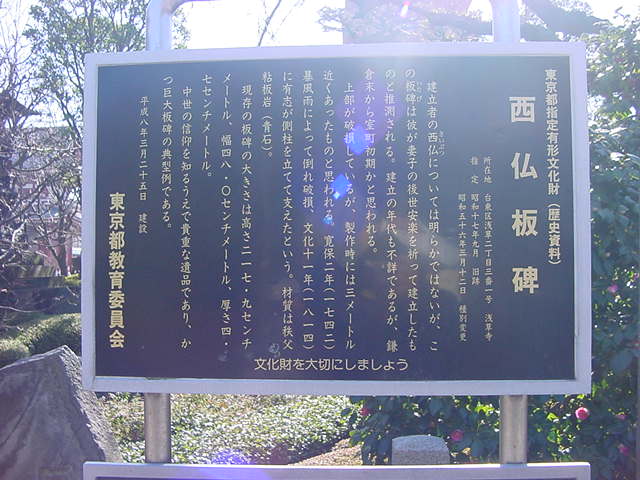 東京都指定有形文化財（歴史資料）
西仏板碑
所在地　台東区浅草二丁目三番一号　浅草寺
指　定　昭和十七年九月　旧跡
昭和五十六年三月十二日　種別変更
建立者の西仏については明らかではないが、こ
さいぶつ
の板碑は彼が妻子の後世安楽を祈って建立したも
のと推測される。建立の年代も不詳であるが、鎌
倉末から室町初期かと思われる。
上部が破損しているが、製作時には三メートル
近くあったものと思われる。寛保二年（一七四二）
暴風雨によって倒れ破損、文化十一年（一八一四）
に有志が側柱を立てて支えたという。材質は秩父
粘板岩（青石）。
現存の板碑の大きさは高さ二一七・九センチ
メートル、幅四八・〇センチメートル、厚さ四・
七センチメートル。
中世の信仰を知るうえで貴重な遺品であり、か
つ巨大板碑の典型例である。
平成八年三月二十五日　建設
東京都教育委員会
文化財を大切にしましょう